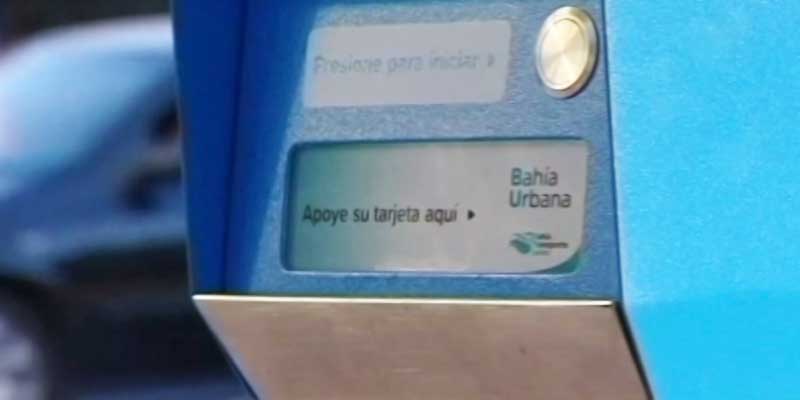 Presione para iniciar ›
Apoye su tarjeta aquí ▸
Bahía
Urbana